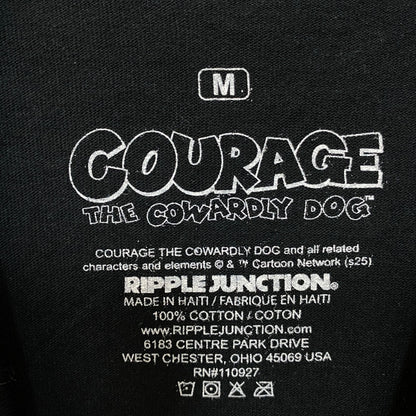 M
COURAGE
THE COWARDLY DOG™
COURAGE THE COWARDLY DOG and all related
characters and elements © & ™ Cartoon Network (s25)
RIPPLE JUNCTION®
MADE IN HAITI / FABRIQUE EN HAITI
100% COTTON / COTON
www.RIPPLEJUNCTION.com
6183 CENTRE PARK DRIVE
WEST CHESTER, OHIO 45069 USA
RN#110927